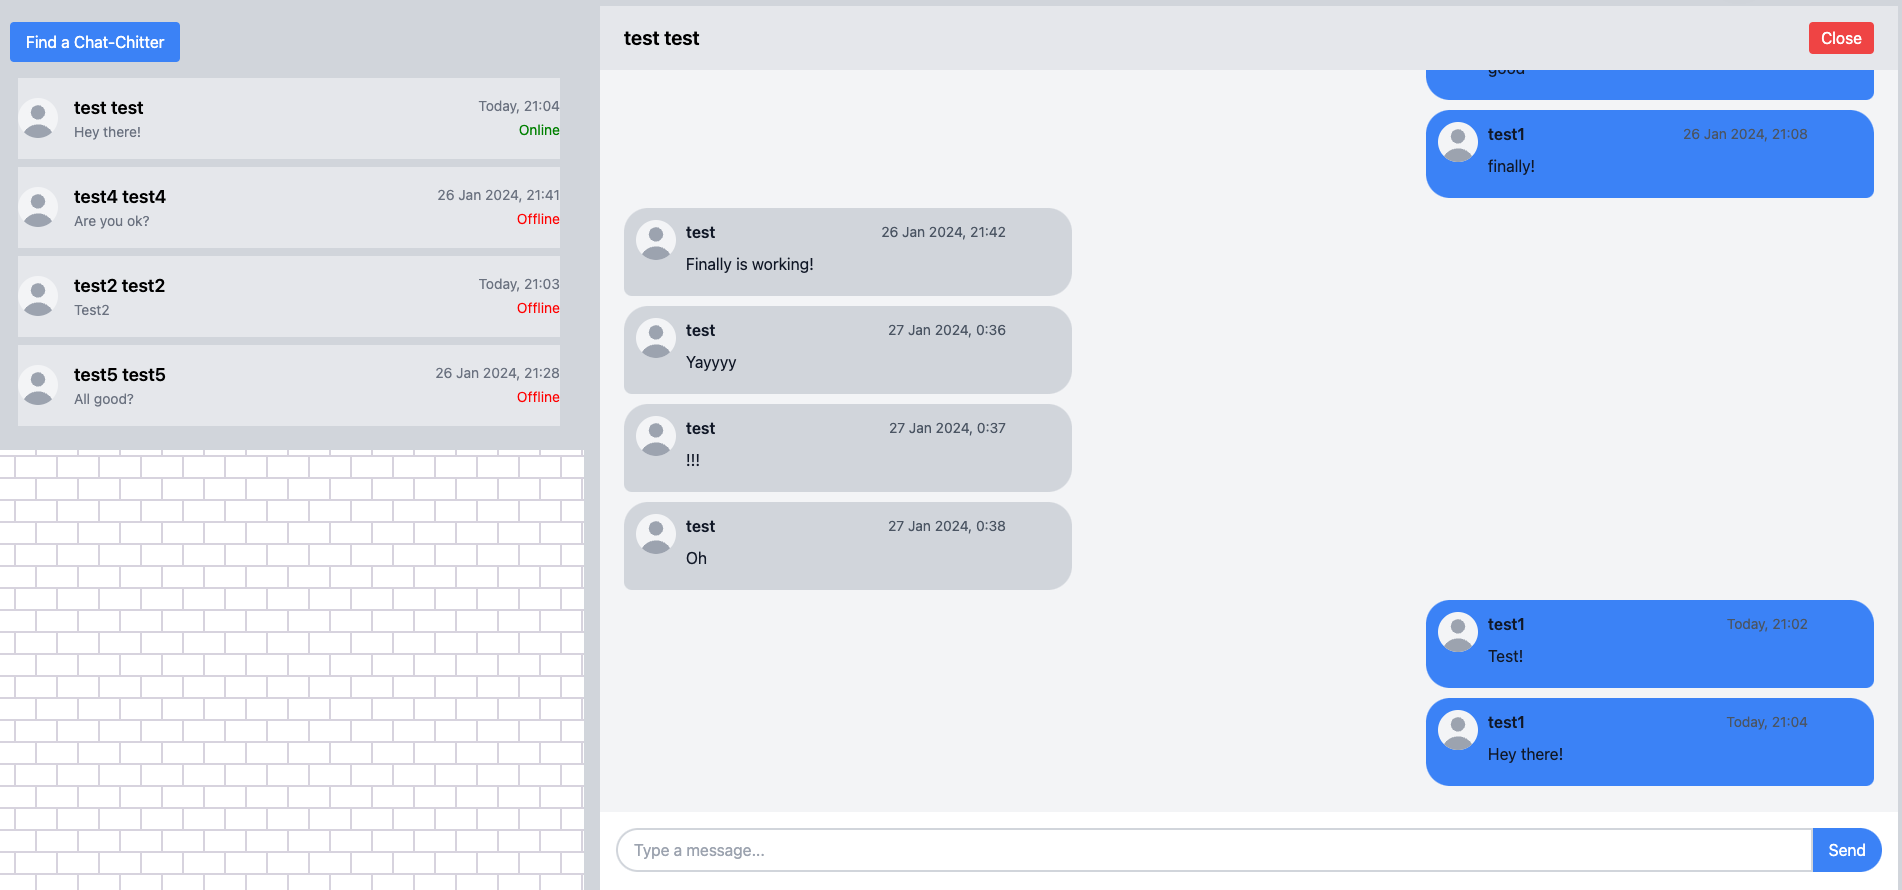 Find a Chat-Chitter
test test
Today, 21:04
Hey there!
Online
test4 test4
26 Jan 2024, 21:41
Are you ok?
Offline
test2 test2
Today, 21:03
Test2
Offline
test5 test5
26 Jan 2024, 21:28
All good?
Offline
test test
Close
good
test1
26 Jan 2024, 21:08
finally!
test
26 Jan 2024, 21:42
Finally is working!
test
27 Jan 2024, 0:36
Yayyyy
test
27 Jan 2024, 0:37
!!!
test
27 Jan 2024, 0:38
Oh
test1
Today, 21:02
Test!
test1
Today, 21:04
Hey there!
Type a message...
Send